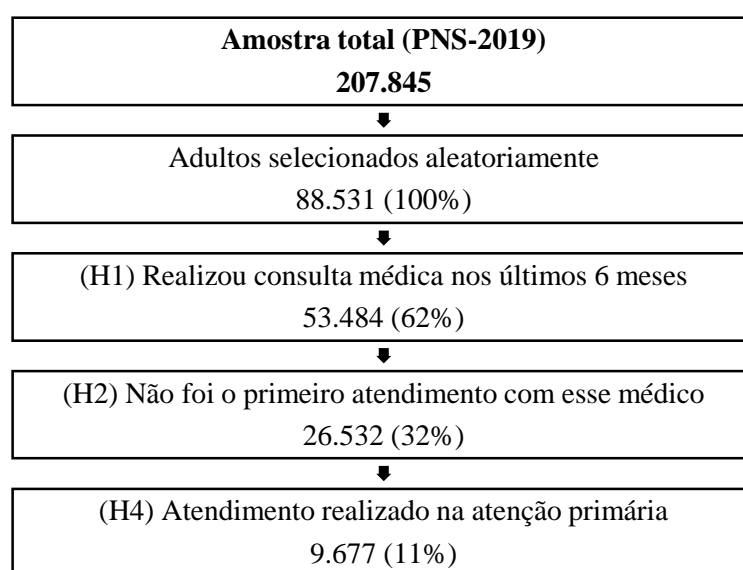 Amostra total (PNS-2019)
207.845
Adultos selecionados aleatoriamente
88.531 (100%)
(H1) Realizou consulta médica nos últimos 6 meses
53.484 (62%)
(H2) Não foi o primeiro atendimento com esse médico
26.532 (32%)
(H4) Atendimento realizado na atenção primária
9.677 (11%)